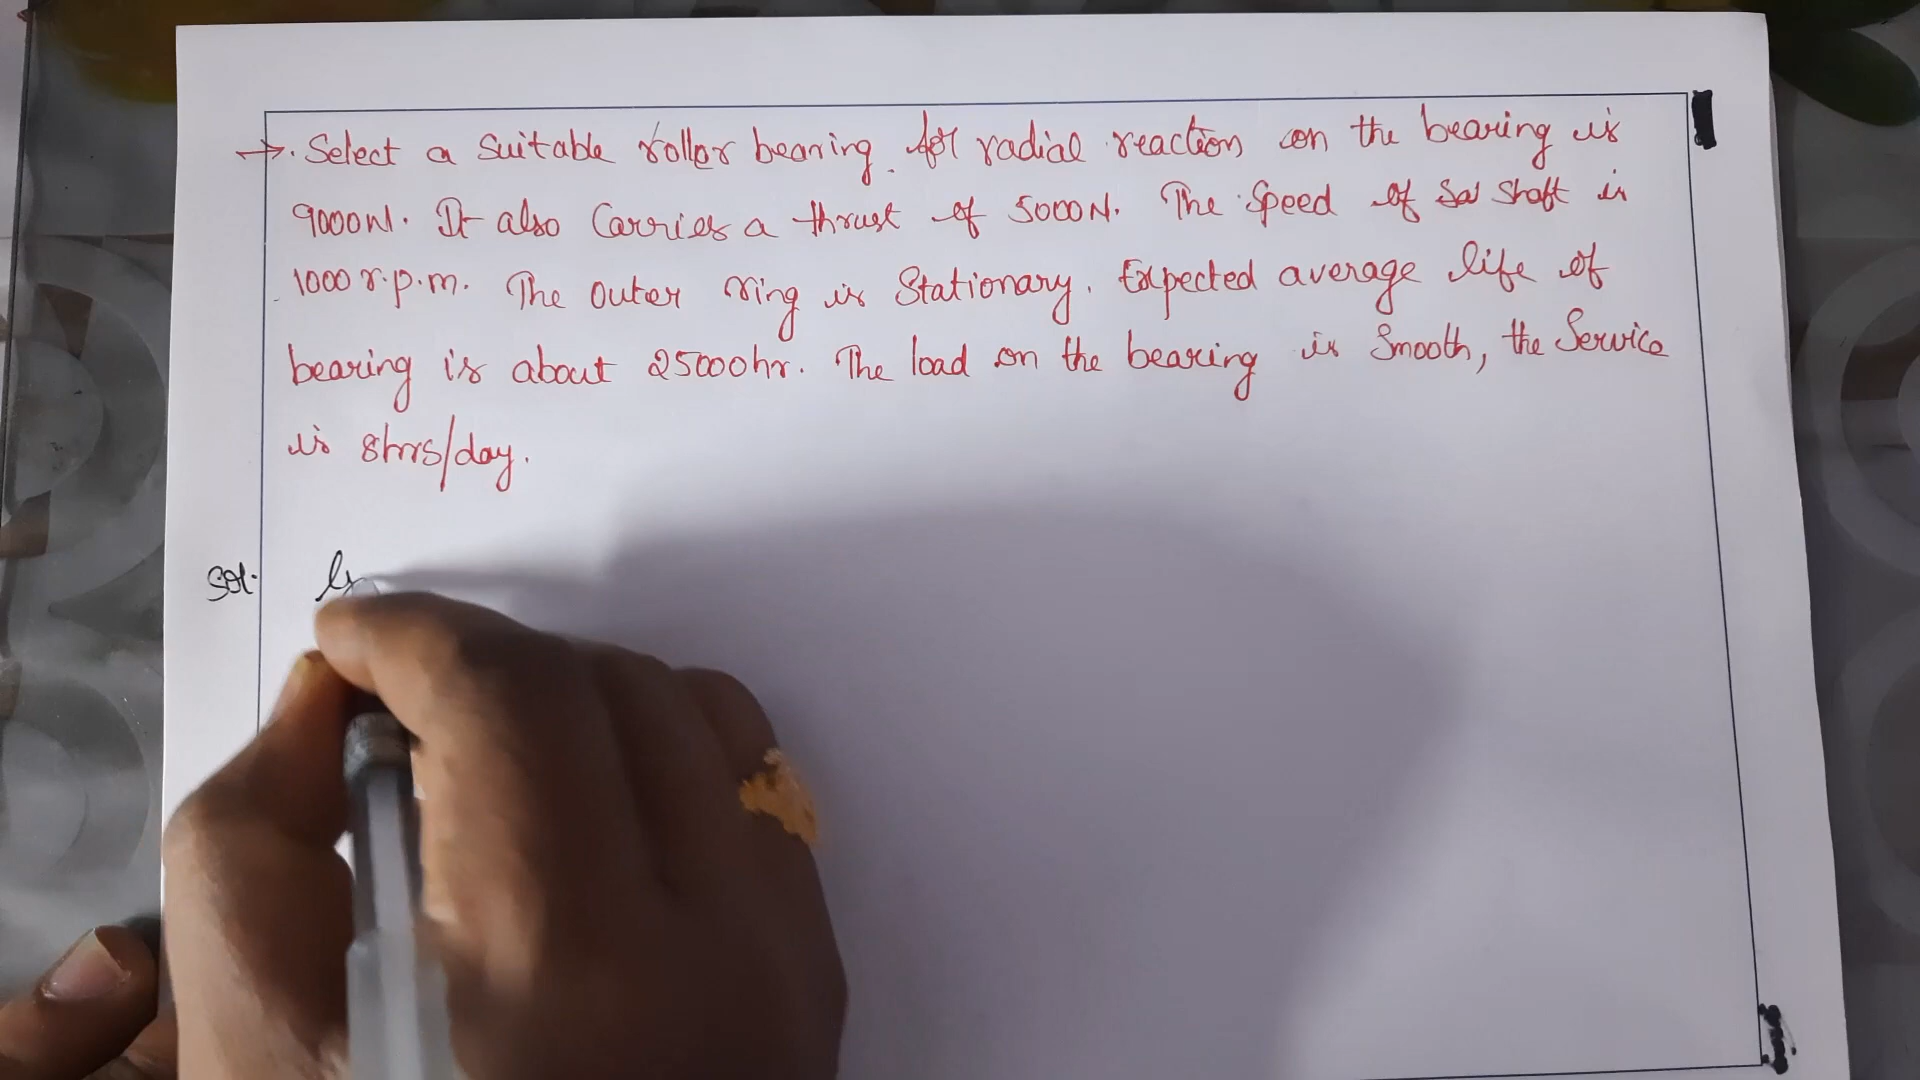 →. Select a suitable roller bearing. for radial reaction on the bearing is
9000N. It also carries a thrust of 5000N. The speed of shaft is
1000 r.p.m. The outer ring is stationary. Expected average life of
bearing is about 25000hr. The load on the bearing is smooth, the service
is 8hrs/day.
Sol.